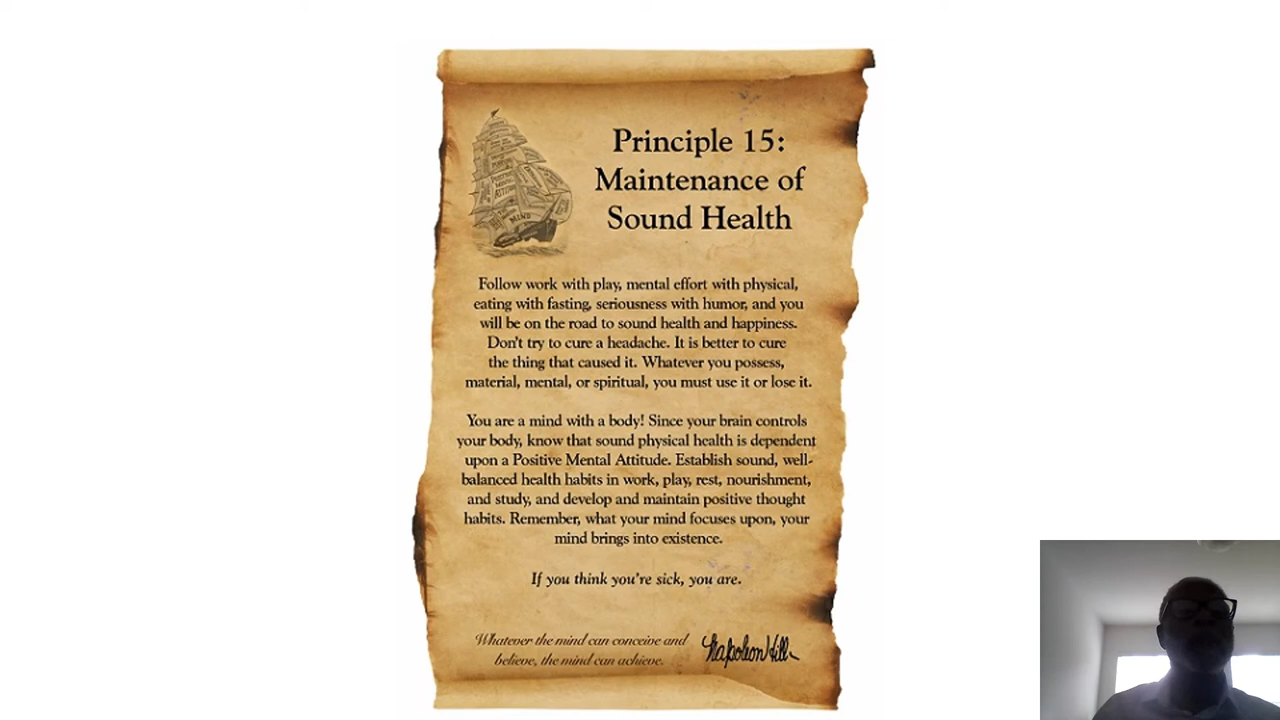 Principle 15:
Maintenance of
Sound Health
MIND
Follow work with play, mental effort with physical,
eating with fasting, seriousness with humor, and you
will be on the road to sound health and happiness.
Don't try to cure a headache. It is better to cure
the thing that caused it. Whatever you possess,
material, mental, or spiritual, you must use it or lose it.
You are a mind with a body! Since your brain controls
your body, know that sound physical health is dependent
upon a Positive Mental Attitude. Establish sound, well-
balanced health habits in work, play, rest, nourishment,
and study, and develop and maintain positive thought
habits. Remember, what your mind focuses upon, your
mind brings into existence.
If you think you're sick, you are.
Whatever the mind can conceive and
believe, the mind can achieve.
Napoleon Hill